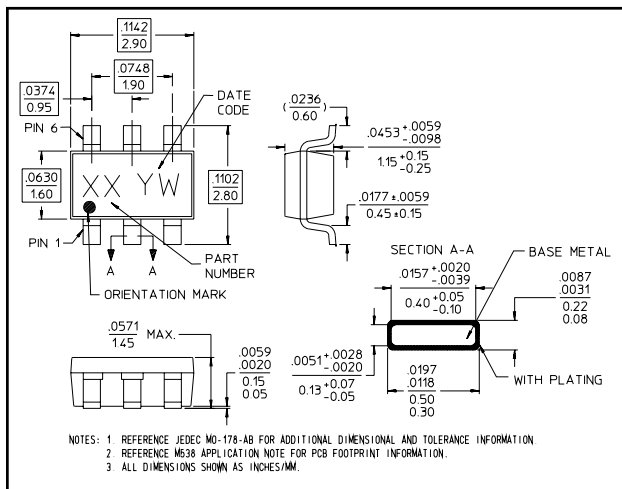 .1142
2.90
.0748
1.90
.0374
0.95
DATE
CODE
PIN 6
XX YW
.0630
1.60
.1102
2.80
PIN 1
A A
PART
NUMBER
ORIENTATION MARK
(.0236
0.60)
.0453 +.0059
-.0098
1.15 +0.15
-0.25
.0177 ±.0059
0.45 ±0.15
SECTION A-A
BASE METAL
.0157 +.0020
-.0039
0.40 +0.05
-0.10
.0087
.0031
0.22
0.08
.0051 +.0028
-.0020
0.13 +0.07
-0.05
.0197
.0118
0.50
0.30
WITH PLATING
.0571
1.45 MAX.
.0059
.0020
0.15
0.05
NOTES: 1. REFERENCE JEDEC MO-178-AB FOR ADDITIONAL DIMENSIONAL AND TOLERANCE INFORMATION.
2. REFERENCE M538 APPLICATION NOTE FOR PCB FOOTPRINT INFORMATION.
3. ALL DIMENSIONS SHOWN AS INCHES/MM.